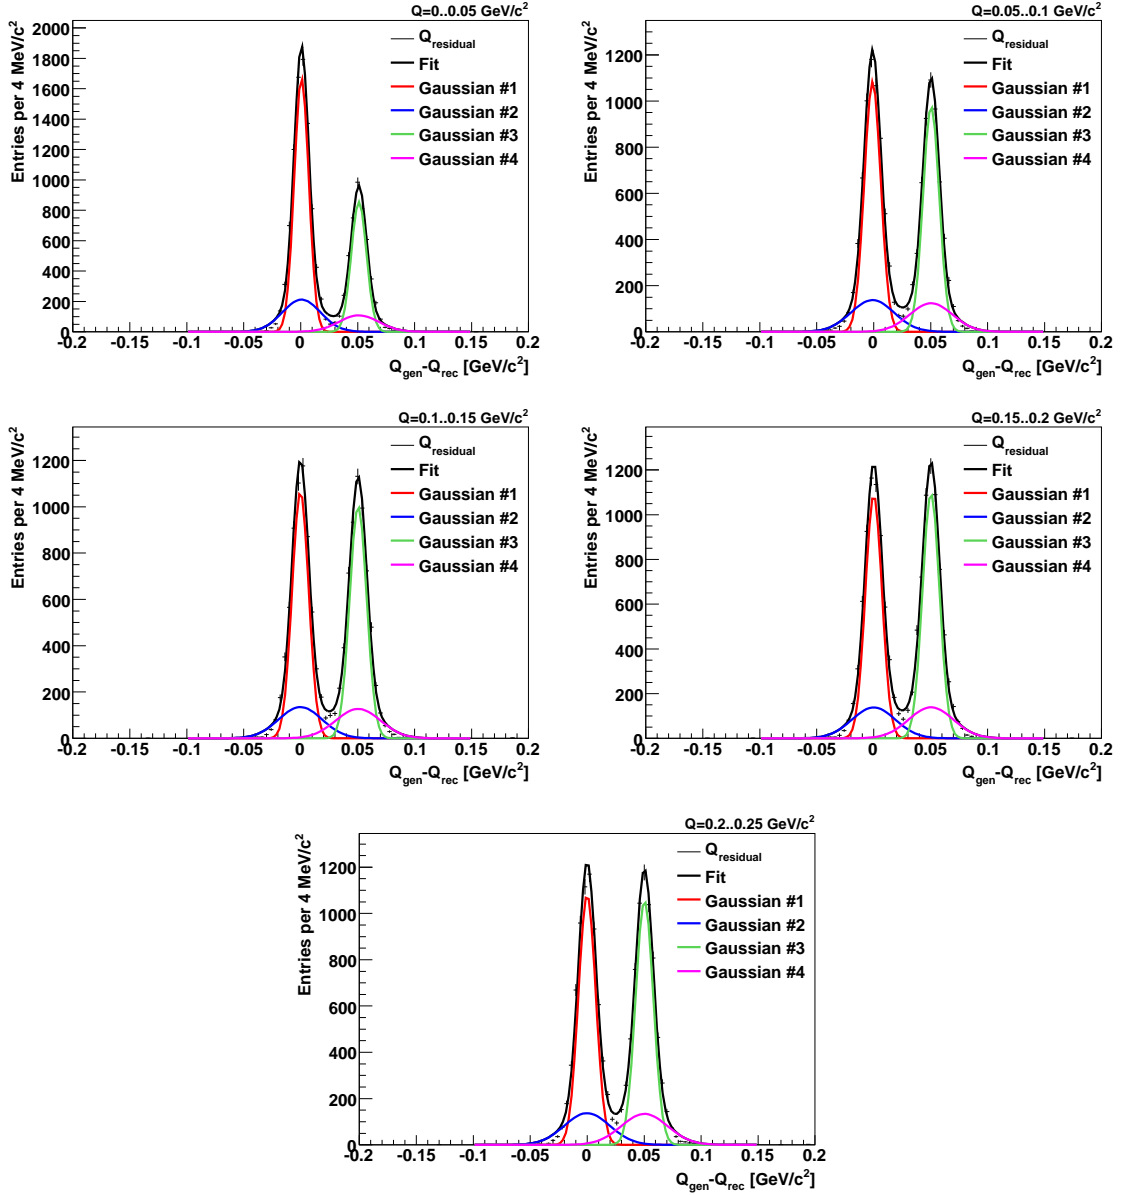 Q=0..0.05 GeV/c²
Entries per 4 MeV/c²
2000
1800
1600
1400
1200
1000
800
600
400
200
0
Q_residual
Fit
Gaussian #1
Gaussian #2
Gaussian #3
Gaussian #4
-0.2 -0.15 -0.1 -0.05 0 0.05 0.1 0.15 0.2
Q_gen-Q_rec [GeV/c²]
Q=0.05..0.1 GeV/c²
Entries per 4 MeV/c²
1200
1000
800
600
400
200
0
Q_residual
Fit
Gaussian #1
Gaussian #2
Gaussian #3
Gaussian #4
-0.2 -0.15 -0.1 -0.05 0 0.05 0.1 0.15 0.2
Q_gen-Q_rec [GeV/c²]
Q=0.1..0.15 GeV/c²
Entries per 4 MeV/c²
1200
1000
800
600
400
200
0
Q_residual
Fit
Gaussian #1
Gaussian #2
Gaussian #3
Gaussian #4
-0.2 -0.15 -0.1 -0.05 0 0.05 0.1 0.15 0.2
Q_gen-Q_rec [GeV/c²]
Q=0.15..0.2 GeV/c²
Entries per 4 MeV/c²
1200
1000
800
600
400
200
0
Q_residual
Fit
Gaussian #1
Gaussian #2
Gaussian #3
Gaussian #4
-0.2 -0.15 -0.1 -0.05 0 0.05 0.1 0.15 0.2
Q_gen-Q_rec [GeV/c²]
Q=0.2..0.25 GeV/c²
Entries per 4 MeV/c²
1200
1000
800
600
400
200
0
Q_residual
Fit
Gaussian #1
Gaussian #2
Gaussian #3
Gaussian #4
-0.2 -0.15 -0.1 -0.05 0 0.05 0.1 0.15 0.2
Q_gen-Q_rec [GeV/c²]